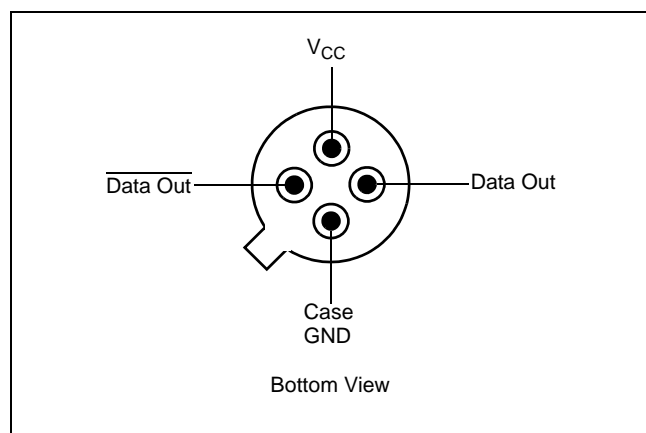 V_CC
Data Out
Data Out
Case
GND
Bottom View